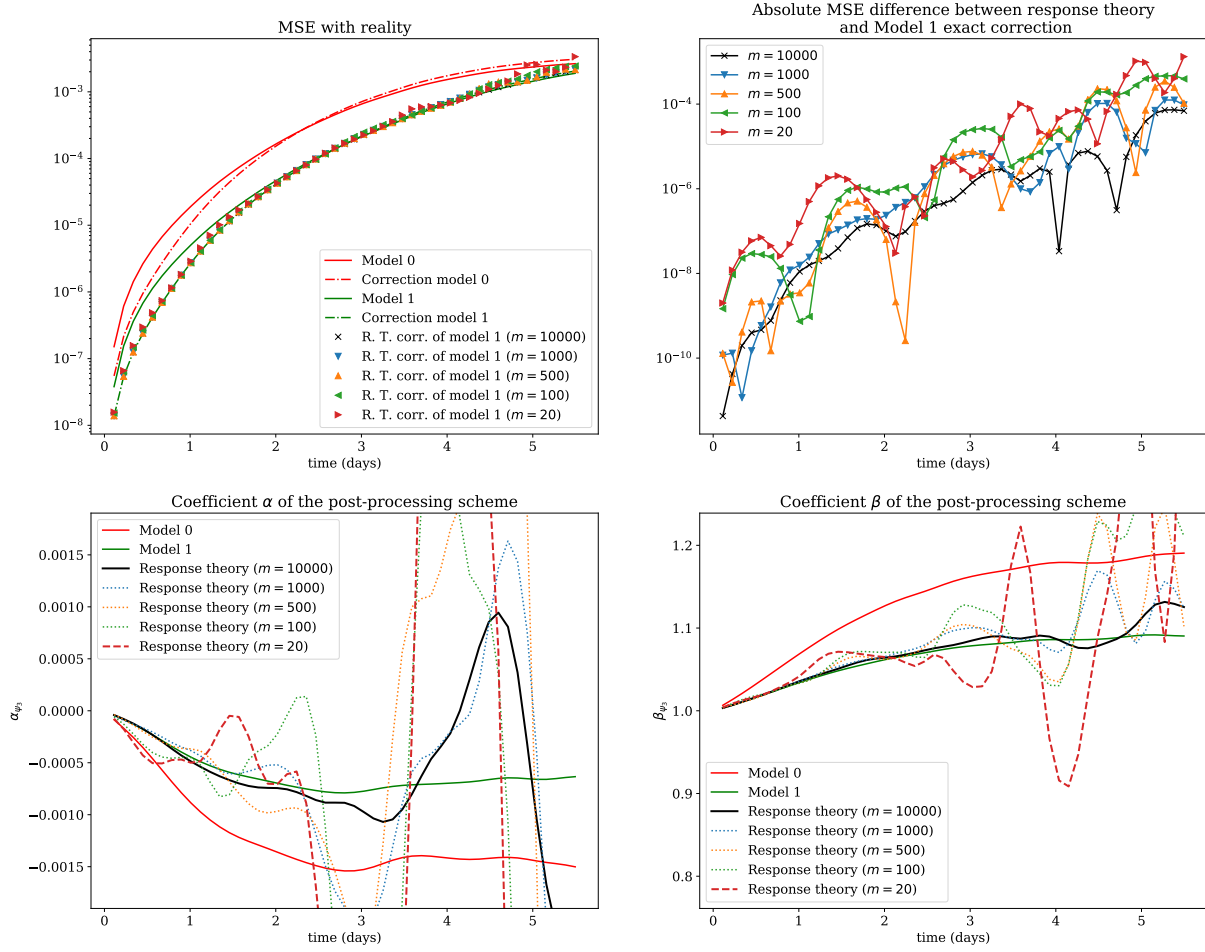 MSE with reality
10⁻³
10⁻⁴
10⁻⁵
10⁻⁶
10⁻⁷
10⁻⁸
Model 0
Correction model 0
Model 1
Correction model 1
R. T. corr. of model 1 (m = 10000)
R. T. corr. of model 1 (m = 1000)
R. T. corr. of model 1 (m = 500)
R. T. corr. of model 1 (m = 100)
R. T. corr. of model 1 (m = 20)
0 1 2 3 4 5
time (days)
Absolute MSE difference between response theory
and Model 1 exact correction
10⁻⁴
10⁻⁶
10⁻⁸
10⁻¹⁰
m = 10000
m = 1000
m = 500
m = 100
m = 20
0 1 2 3 4 5
time (days)
Coefficient α of the post-processing scheme
α_ψ₃
0.0015
0.0010
0.0005
0.0000
−0.0005
−0.0010
−0.0015
Model 0
Model 1
Response theory (m = 10000)
Response theory (m = 1000)
Response theory (m = 500)
Response theory (m = 100)
Response theory (m = 20)
0 1 2 3 4 5
time (days)
Coefficient β of the post-processing scheme
β_ψ₃
1.2
1.1
1.0
0.9
0.8
Model 0
Model 1
Response theory (m = 10000)
Response theory (m = 1000)
Response theory (m = 500)
Response theory (m = 100)
Response theory (m = 20)
0 1 2 3 4 5
time (days)